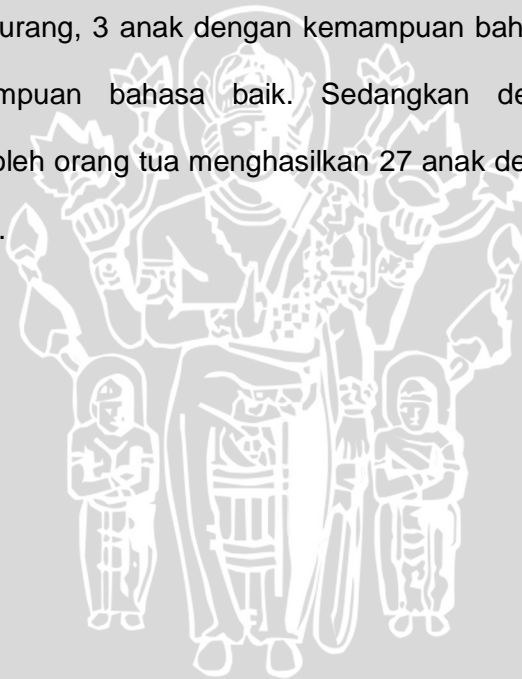 urang, 3 anak dengan kemampuan bah
mpuan bahasa baik. Sedangkan de
oleh orang tua menghasilkan 27 anak de
.